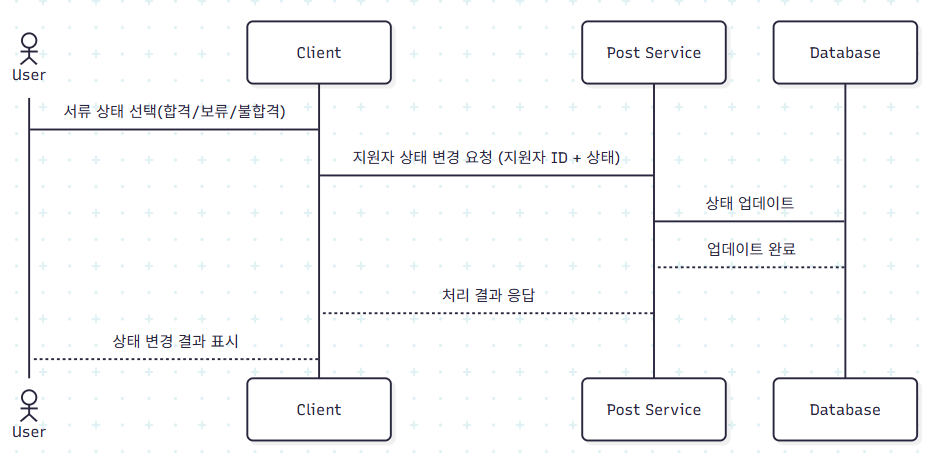 User
Client
Post Service
Database
서류 상태 선택(합격/보류/불합격)
지원자 상태 변경 요청 (지원자 ID + 상태)
상태 업데이트
업데이트 완료
처리 결과 응답
상태 변경 결과 표시
User
Client
Post Service
Database